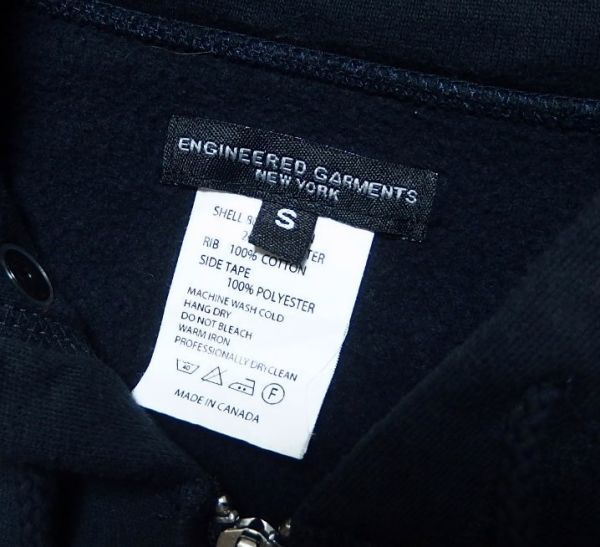 ENGINEERED GARMENTS
NEW YORK
S
SHELL
RIB 100% COTTON
SIDE TAPE
100% POLYESTER
MACHINE WASH COLD
HANG DRY
DO NOT BLEACH
WARM IRON
PROFESSIONALLY DRYCLEAN
40
F
MADE IN CANADA